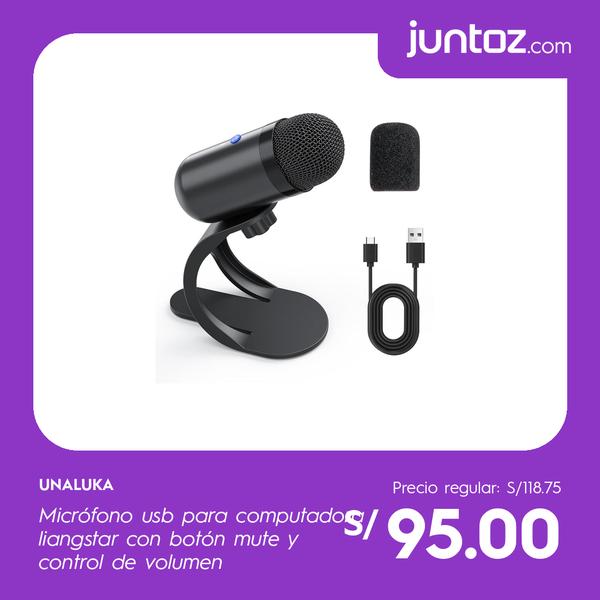 juntoz.com
UNALUKA
Micrófono usb para computadora
liangstar con botón mute y
control de volumen
Precio regular: S/118.75
S/ 95.00